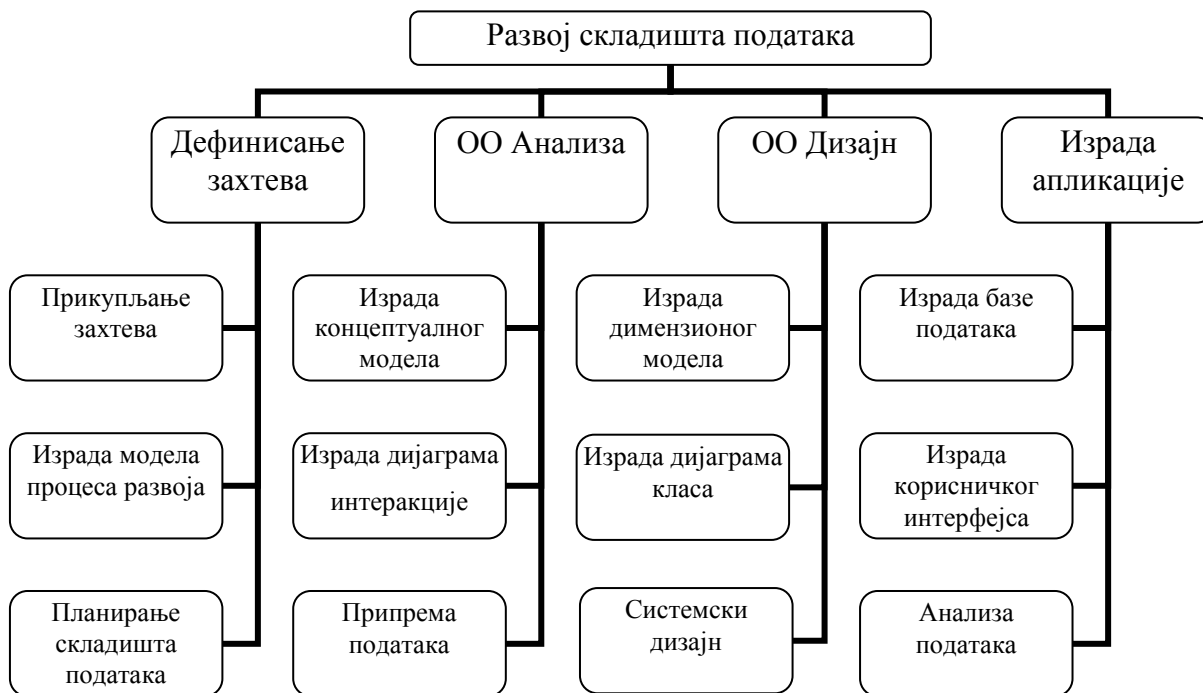 Развој складишта података
Дефинисање
захтева
ОО Анализа
ОО Дизајн
Израда
апликације
Прикупљање
захтева
Израда
концептуалног
модела
Израда
димензионог
модела
Израда базе
података
Израда модела
процеса развоја
Израда дијаграма
интеракције
Израда дијаграма
класа
Израда
корисничког
интерфејса
Планирање
складишта
података
Припрема
података
Системски
дизајн
Анализа
података